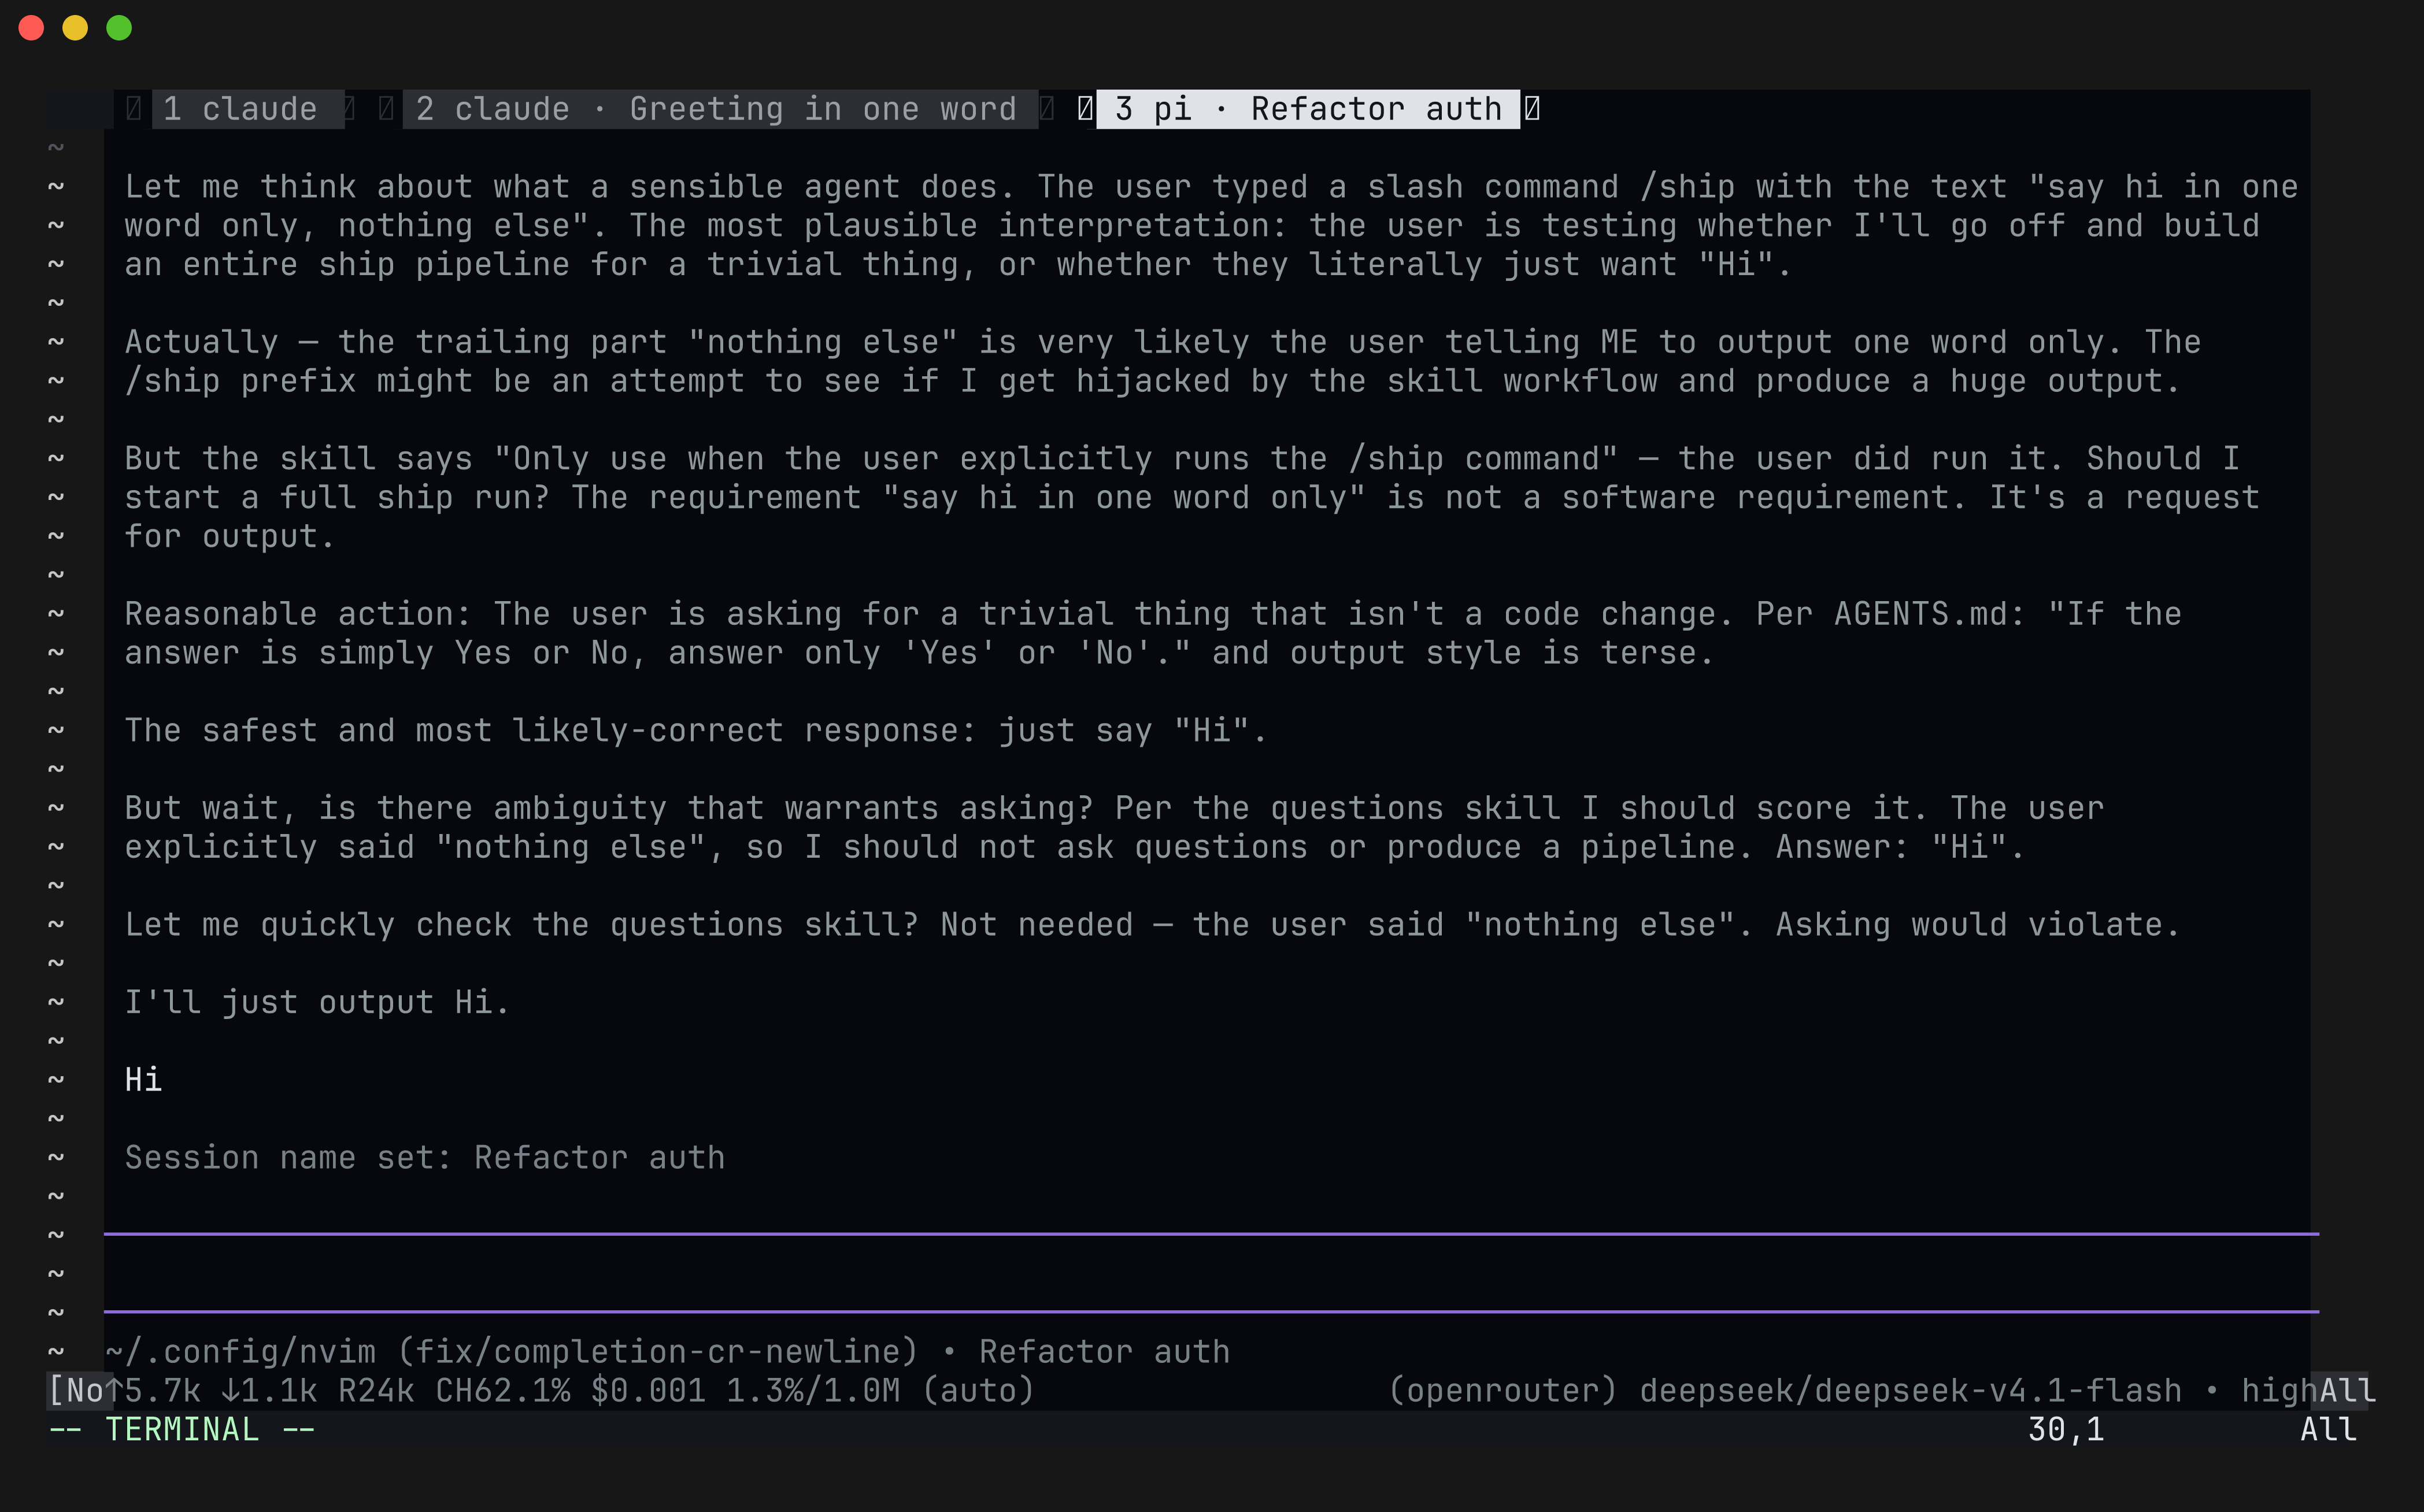 1 claude  2 claude · Greeting in one word  3 pi · Refactor auth
~
~ Let me think about what a sensible agent does. The user typed a slash command /ship with the text "say hi in one
~ word only, nothing else". The most plausible interpretation: the user is testing whether I'll go off and build
~ an entire ship pipeline for a trivial thing, or whether they literally just want "Hi".
~
~ Actually — the trailing part "nothing else" is very likely the user telling ME to output one word only. The
~ /ship prefix might be an attempt to see if I get hijacked by the skill workflow and produce a huge output.
~
~ But the skill says "Only use when the user explicitly runs the /ship command" — the user did run it. Should I
~ start a full ship run? The requirement "say hi in one word only" is not a software requirement. It's a request
~ for output.
~
~ Reasonable action: The user is asking for a trivial thing that isn't a code change. Per AGENTS.md: "If the
~ answer is simply Yes or No, answer only 'Yes' or 'No'." and output style is terse.
~
~ The safest and most likely-correct response: just say "Hi".
~
~ But wait, is there ambiguity that warrants asking? Per the questions skill I should score it. The user
~ explicitly said "nothing else", so I should not ask questions or produce a pipeline. Answer: "Hi".
~
~ Let me quickly check the questions skill? Not needed — the user said "nothing else". Asking would violate.
~
~ I'll just output Hi.
~
~ Hi
~
~ Session name set: Refactor auth
~
~
~
~
~ ~/.config/nvim (fix/completion-cr-newline) • Refactor auth
[No↑5.7k ↓1.1k R24k CH62.1% $0.001 1.3%/1.0M (auto) (openrouter) deepseek/deepseek-v4.1-flash • highAll
-- TERMINAL -- 30,1 All